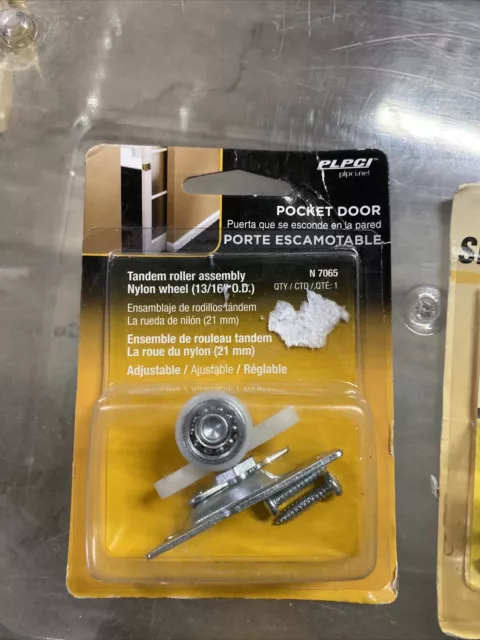 PLPCI
plpci.net
POCKET DOOR
Puerta que se esconde en la pared
PORTE ESCAMOTABLE
Tandem roller assembly
N 7065
Nylon wheel (13/16" O.D.)
QTY / CTD / QTÉ: 1
Ensamblaje de rodillos tándem
La rueda de nilón (21 mm)
Ensemble de rouleau tandem
La roue du nylon (21 mm)
Adjustable / Ajustable / Réglable